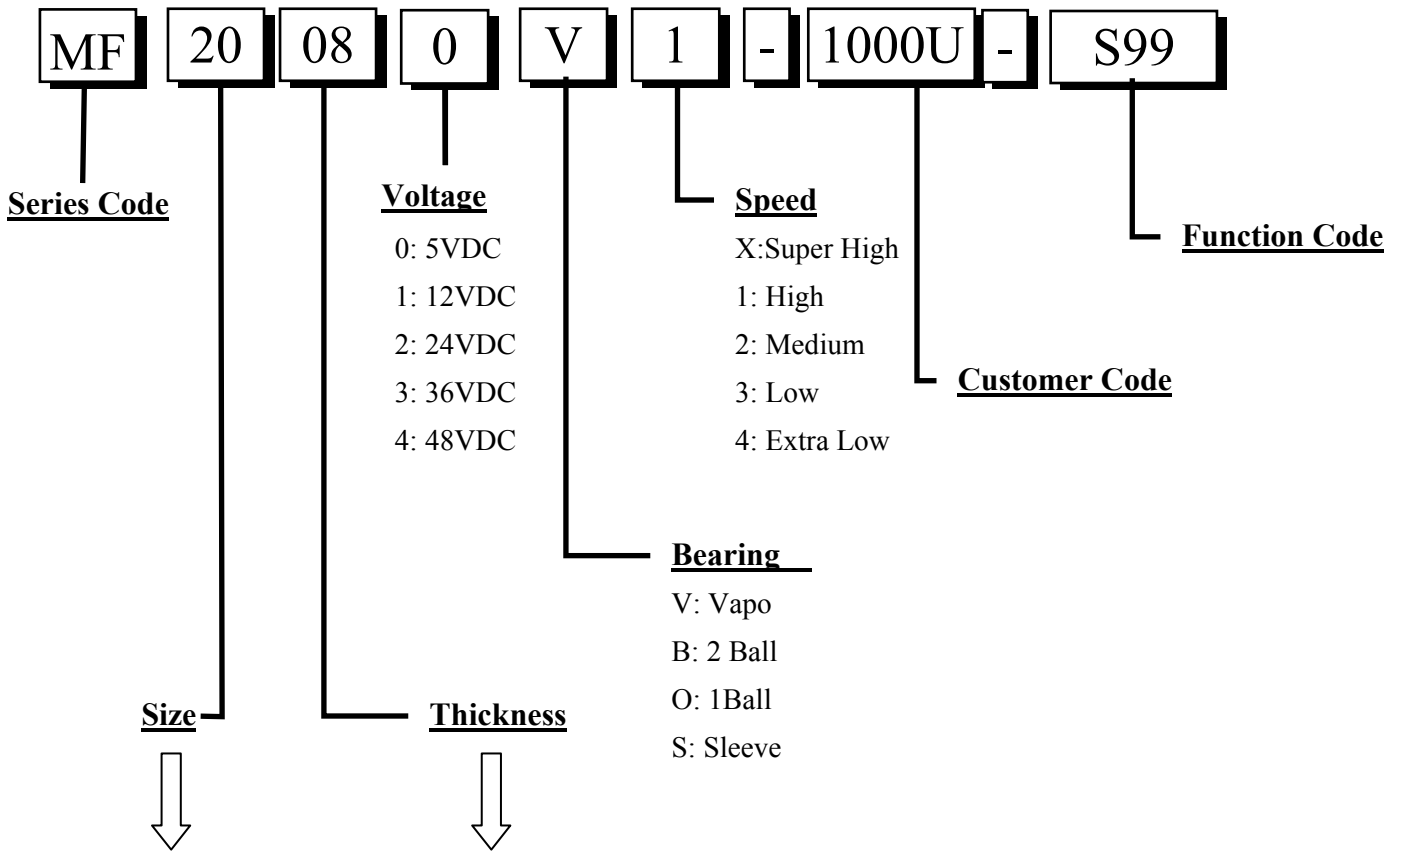 MF 20 08 0 V 1 - 1000U - S99
Series Code
Voltage
0: 5VDC
1: 12VDC
2: 24VDC
3: 36VDC
4: 48VDC
Speed
X:Super High
1: High
2: Medium
3: Low
4: Extra Low
Function Code
Customer Code
Bearing
V: Vapo
B: 2 Ball
O: 1Ball
S: Sleeve
Size
Thickness